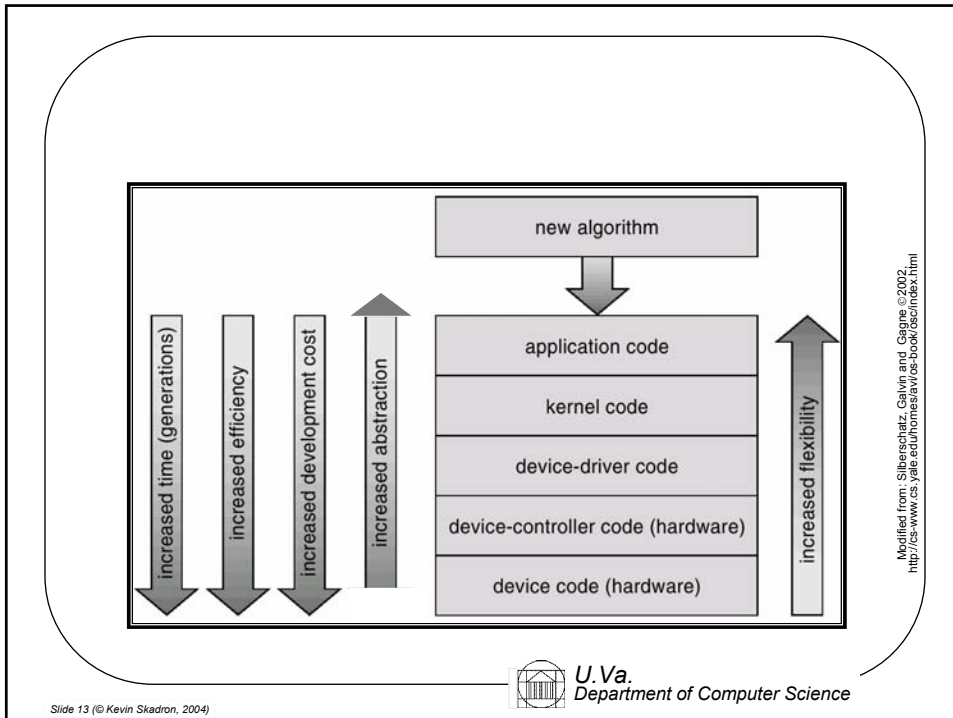 new algorithm
application code
kernel code
device-driver code
device-controller code (hardware)
device code (hardware)
increased time (generations)
increased efficiency
increased development cost
increased abstraction
increased flexibility
Modified from: Silberschatz, Galvin and Gagne ©2002,
http://cs-www.cs.yale.edu/homes/avi/os-book/osc/index.html
U.Va.
Department of Computer Science
Slide 13 (© Kevin Skadron, 2004)